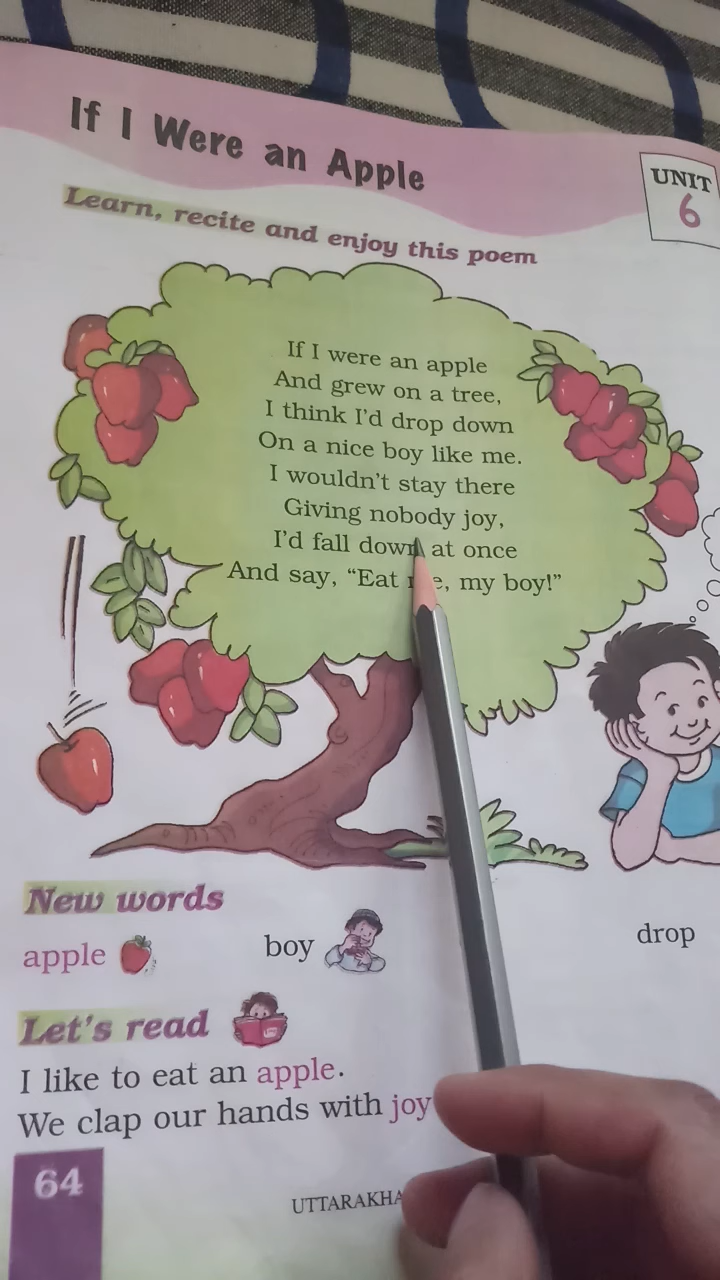 If I Were an Apple
UNIT
6
Learn, recite and enjoy this poem
If I were an apple
And grew on a tree,
I think I'd drop down
On a nice boy like me.
I wouldn't stay there
Giving nobody joy,
I'd fall down at once
And say, “Eat me, my boy!”
New words
apple boy drop
Let's read
I like to eat an apple.
We clap our hands with joy
64